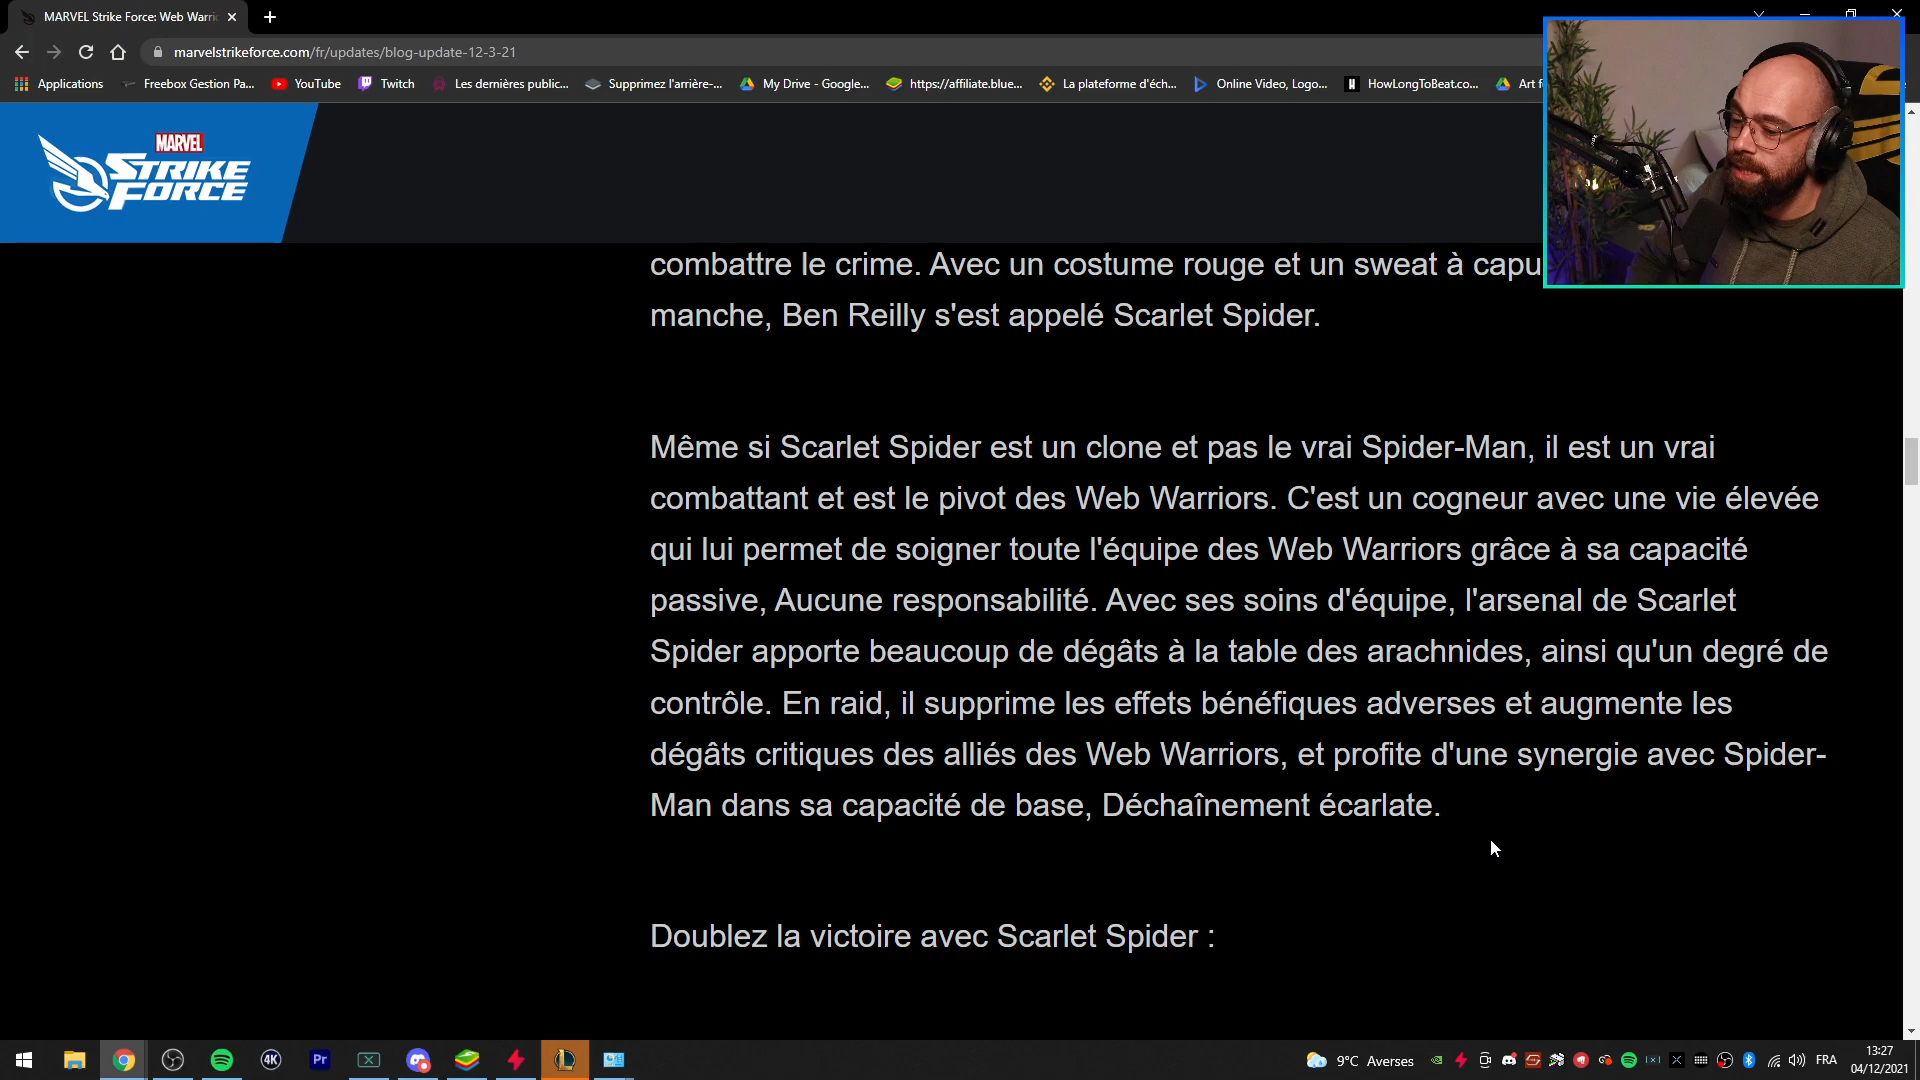 MARVEL Strike Force: Web Warri
marvelstrikeforce.com/fr/updates/blog-update-12-3-21
Applications
Freebox Gestion Pa...
YouTube
Twitch
Les dernières public...
Supprimez l'arrière-...
My Drive - Google...
https://affiliate.blue...
La plateforme d'éch...
Online Video, Logo...
HowLongToBeat.co...
Art f
MARVEL
STRIKE
FORCE
combattre le crime. Avec un costume rouge et un sweat à capu
manche, Ben Reilly s'est appelé Scarlet Spider.
Même si Scarlet Spider est un clone et pas le vrai Spider-Man, il est un vrai
combattant et est le pivot des Web Warriors. C'est un cogneur avec une vie élevée
qui lui permet de soigner toute l'équipe des Web Warriors grâce à sa capacité
passive, Aucune responsabilité. Avec ses soins d'équipe, l'arsenal de Scarlet
Spider apporte beaucoup de dégâts à la table des arachnides, ainsi qu'un degré de
contrôle. En raid, il supprime les effets bénéfiques adverses et augmente les
dégâts critiques des alliés des Web Warriors, et profite d'une synergie avec Spider-
Man dans sa capacité de base, Déchaînement écarlate.
Doublez la victoire avec Scarlet Spider :
4K
Pr
9°C Averses
FRA
13:27
04/12/2021